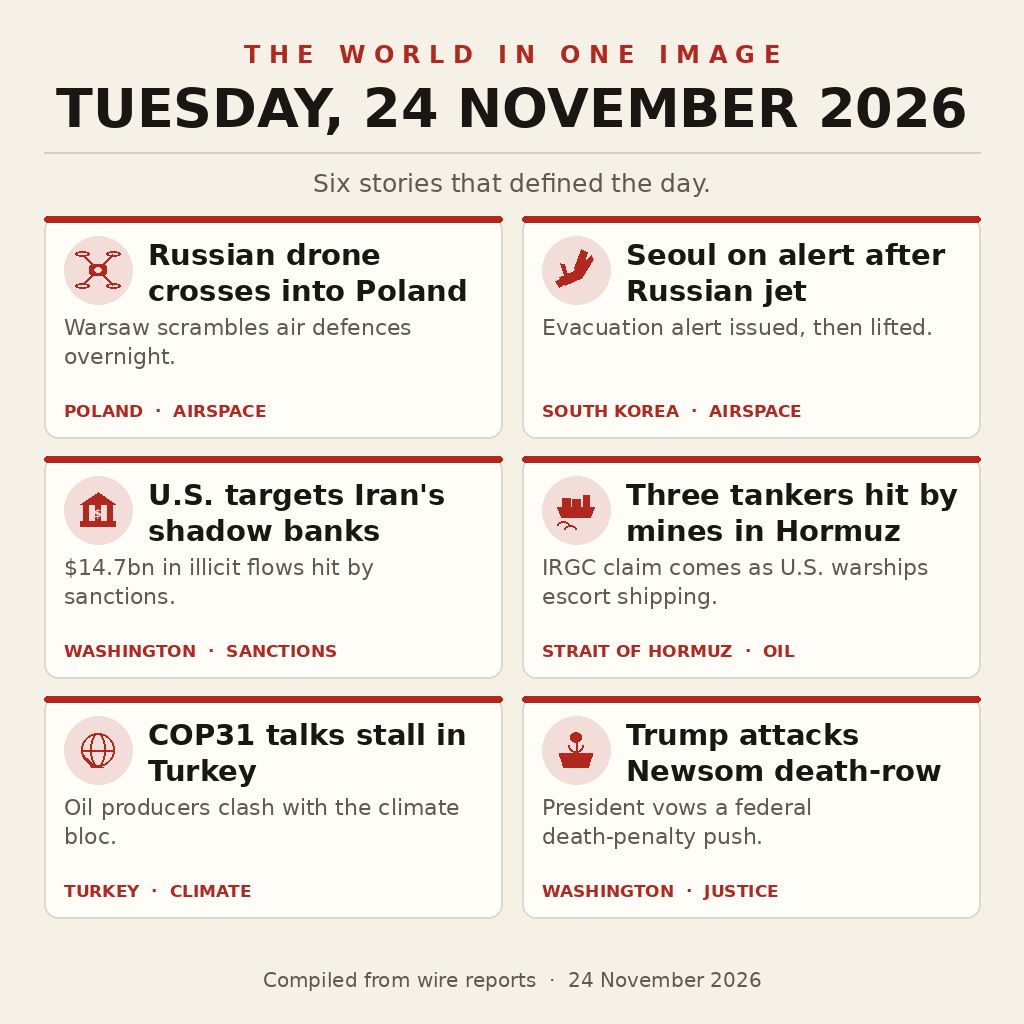 THE WORLD IN ONE IMAGE
TUESDAY, 24 NOVEMBER 2026
Six stories that defined the day.
Russian drone
crosses into Poland
Warsaw scrambles air defences
overnight.
POLAND · AIRSPACE
Seoul on alert after
Russian jet
Evacuation alert issued, then lifted.
SOUTH KOREA · AIRSPACE
U.S. targets Iran's
shadow banks
$14.7bn in illicit flows hit by
sanctions.
WASHINGTON · SANCTIONS
Three tankers hit by
mines in Hormuz
IRGC claim comes as U.S. warships
escort shipping.
STRAIT OF HORMUZ · OIL
COP31 talks stall in
Turkey
Oil producers clash with the climate
bloc.
TURKEY · CLIMATE
Trump attacks
Newsom death-row
President vows a federal
death-penalty push.
WASHINGTON · JUSTICE
Compiled from wire reports · 24 November 2026